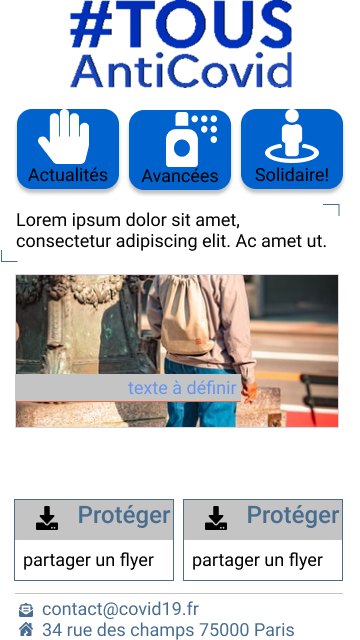 #TOUS
AntiCovid
Actualités
Avancées
Solidaire!
Lorem ipsum dolor sit amet,
consectetur adipiscing elit. Ac amet ut.
texte à définir
Protéger
partager un flyer
Protéger
partager un flyer
contact@covid19.fr
34 rue des champs 75000 Paris